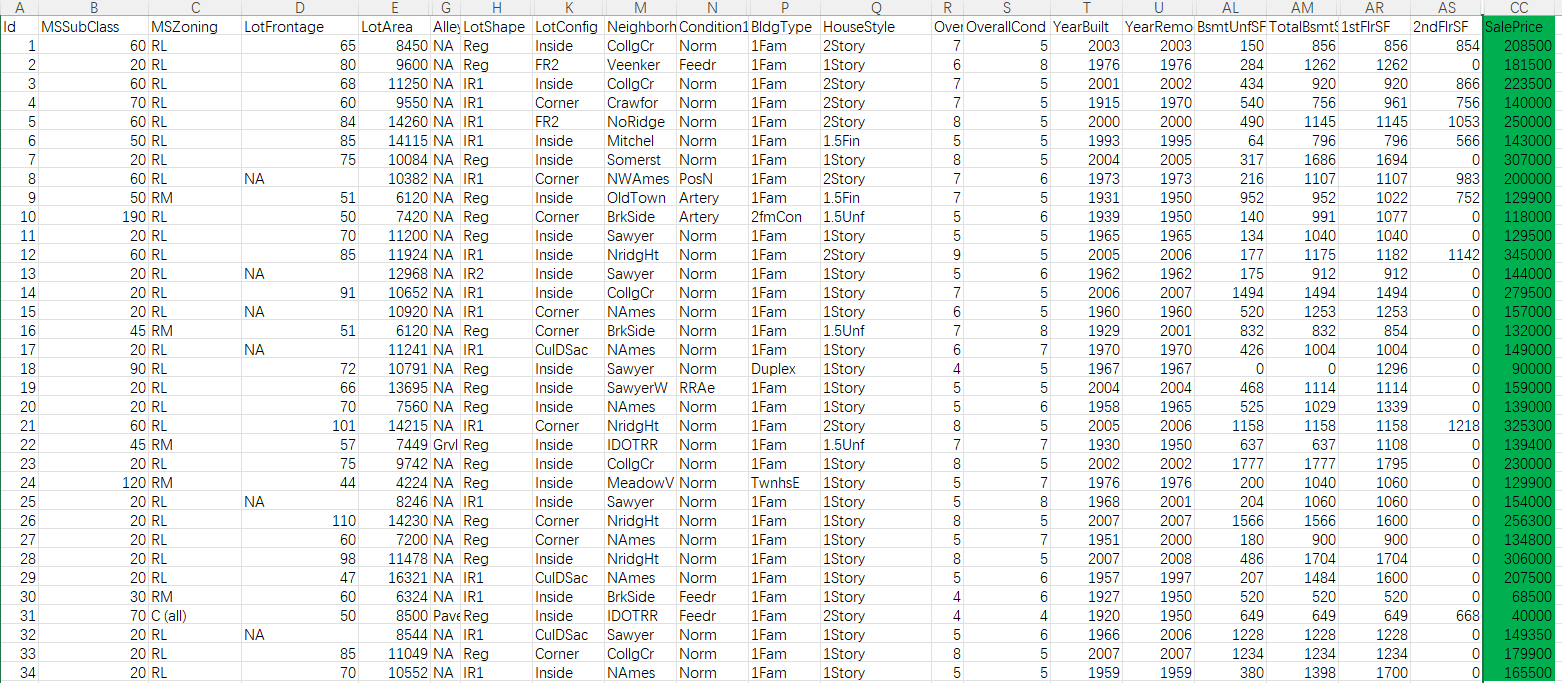 A B C D E G H K M N P Q R S T U AL AM AR AS CC
Id MSSubClass MSZoning LotFrontage LotArea Alley LotShape LotConfig Neighborh Condition1 BldgType HouseStyle Over OverallCond YearBuilt YearRemo BsmtUnfSF TotalBsmtS 1stFlrSF 2ndFlrSF SalePrice
1 60 RL 65 8450 NA Reg Inside CollgCr Norm 1Fam 2Story 7 5 2003 2003 150 856 856 854 208500
2 20 RL 80 9600 NA Reg FR2 Veenker Feedr 1Fam 1Story 6 8 1976 1976 284 1262 1262 0 181500
3 60 RL 68 11250 NA IR1 Inside CollgCr Norm 1Fam 2Story 7 5 2001 2002 434 920 920 866 223500
4 70 RL 60 9550 NA IR1 Corner Crawfor Norm 1Fam 2Story 7 5 1915 1970 540 756 961 756 140000
5 60 RL 84 14260 NA IR1 FR2 NoRidge Norm 1Fam 2Story 8 5 2000 2000 490 1145 1145 1053 250000
6 50 RL 85 14115 NA IR1 Inside Mitchel Norm 1Fam 1.5Fin 5 5 1993 1995 64 796 796 566 143000
7 20 RL 75 10084 NA Reg Inside Somerst Norm 1Fam 1Story 8 5 2004 2005 317 1686 1694 0 307000
8 60 RL NA 10382 NA IR1 Corner NWAmes PosN 1Fam 2Story 7 6 1973 1973 216 1107 1107 983 200000
9 50 RM 51 6120 NA Reg Inside OldTown Artery 1Fam 1.5Fin 7 5 1931 1950 952 952 1022 752 129900
10 190 RL 50 7420 NA Reg Corner BrkSide Artery 2fmCon 1.5Unf 5 6 1939 1950 140 991 1077 0 118000
11 20 RL 70 11200 NA Reg Inside Sawyer Norm 1Fam 1Story 5 5 1965 1965 134 1040 1040 0 129500
12 60 RL 85 11924 NA IR1 Inside NridgHt Norm 1Fam 2Story 9 5 2005 2006 177 1175 1182 1142 345000
13 20 RL NA 12968 NA IR2 Inside Sawyer Norm 1Fam 1Story 5 6 1962 1962 175 912 912 0 144000
14 20 RL 91 10652 NA IR1 Inside CollgCr Norm 1Fam 1Story 7 5 2006 2007 1494 1494 1494 0 279500
15 20 RL NA 10920 NA IR1 Corner NAmes Norm 1Fam 1Story 6 5 1960 1960 520 1253 1253 0 157000
16 45 RM 51 6120 NA Reg Corner BrkSide Norm 1Fam 1.5Unf 7 8 1929 2001 832 832 854 0 132000
17 20 RL NA 11241 NA IR1 CulDSac NAmes Norm 1Fam 1Story 6 7 1970 1970 426 1004 1004 0 149000
18 90 RL 72 10791 NA Reg Inside Sawyer Norm Duplex 1Story 4 5 1967 1967 0 0 1296 0 90000
19 20 RL 66 13695 NA Reg Inside SawyerW RRAe 1Fam 1Story 5 5 2004 2004 468 1114 1114 0 159000
20 20 RL 70 7560 NA Reg Inside NAmes Norm 1Fam 1Story 5 6 1958 1965 525 1029 1339 0 139000
21 60 RL 101 14215 NA IR1 Corner NridgHt Norm 1Fam 2Story 8 5 2005 2006 1158 1158 1158 1218 325300
22 45 RM 57 7449 Grvl Reg Inside IDOTRR Norm 1Fam 1.5Unf 7 7 1930 1950 637 637 1108 0 139400
23 20 RL 75 9742 NA Reg Inside CollgCr Norm 1Fam 1Story 8 5 2002 2002 1777 1777 1795 0 230000
24 120 RM 44 4224 NA Reg Inside MeadowV Norm TwnhsE 1Story 5 7 1976 1976 200 1040 1060 0 129900
25 20 RL NA 8246 NA IR1 Inside Sawyer Norm 1Fam 1Story 5 8 1968 2001 204 1060 1060 0 154000
26 20 RL 110 14230 NA Reg Corner NridgHt Norm 1Fam 1Story 8 5 2007 2007 1566 1566 1600 0 256300
27 20 RL 60 7200 NA Reg Corner NAmes Norm 1Fam 1Story 5 7 1951 2000 180 900 900 0 134800
28 20 RL 98 11478 NA Reg Inside NridgHt Norm 1Fam 1Story 8 5 2007 2008 486 1704 1704 0 306000
29 20 RL 47 16321 NA IR1 CulDSac NAmes Norm 1Fam 1Story 5 6 1957 1997 207 1484 1600 0 207500
30 30 RM 60 6324 NA IR1 Inside BrkSide Feedr 1Fam 1Story 4 6 1927 1950 520 520 520 0 68500
31 70 C (all) 50 8500 Pave Reg Inside IDOTRR Feedr 1Fam 2Story 4 4 1920 1950 649 649 649 668 40000
32 20 RL NA 8544 NA IR1 CulDSac Sawyer Norm 1Fam 1Story 5 6 1966 2006 1228 1228 1228 0 149350
33 20 RL 85 11049 NA Reg Corner CollgCr Norm 1Fam 1Story 8 5 2007 2007 1234 1234 1234 0 179900
34 20 RL 70 10552 NA IR1 Inside NAmes Norm 1Fam 1Story 5 5 1959 1959 380 1398 1700 0 165500